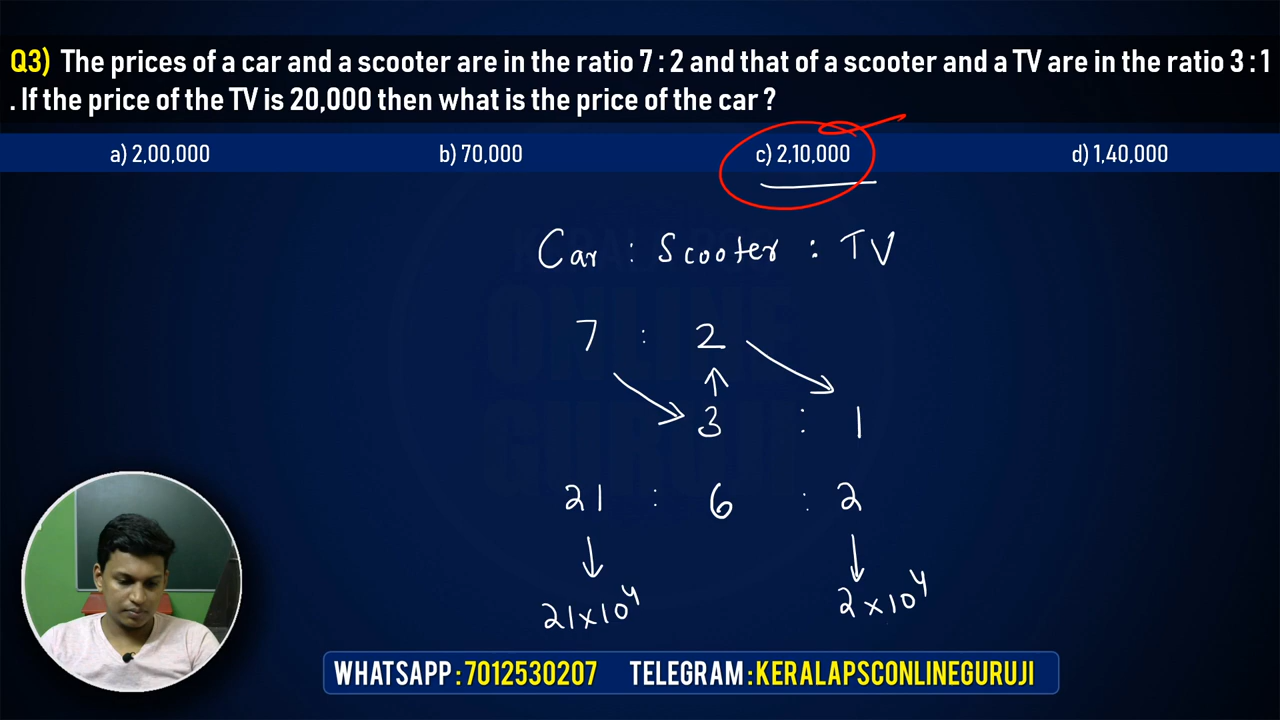 Q3) The prices of a car and a scooter are in the ratio 7 : 2 and that of a scooter and a TV are in the ratio 3 : 1
. If the price of the TV is 20,000 then what is the price of the car ?
a) 2,00,000 b) 70,000 c) 2,10,000 d) 1,40,000
Car : Scooter : TV
7 : 2
3 : 1
21 : 6 : 2
21×10⁴ 2×10⁴
ONLINE
GURUJI
WHATSAPP : 7012530207 TELEGRAM : KERALAPSCONLINEGURUJI